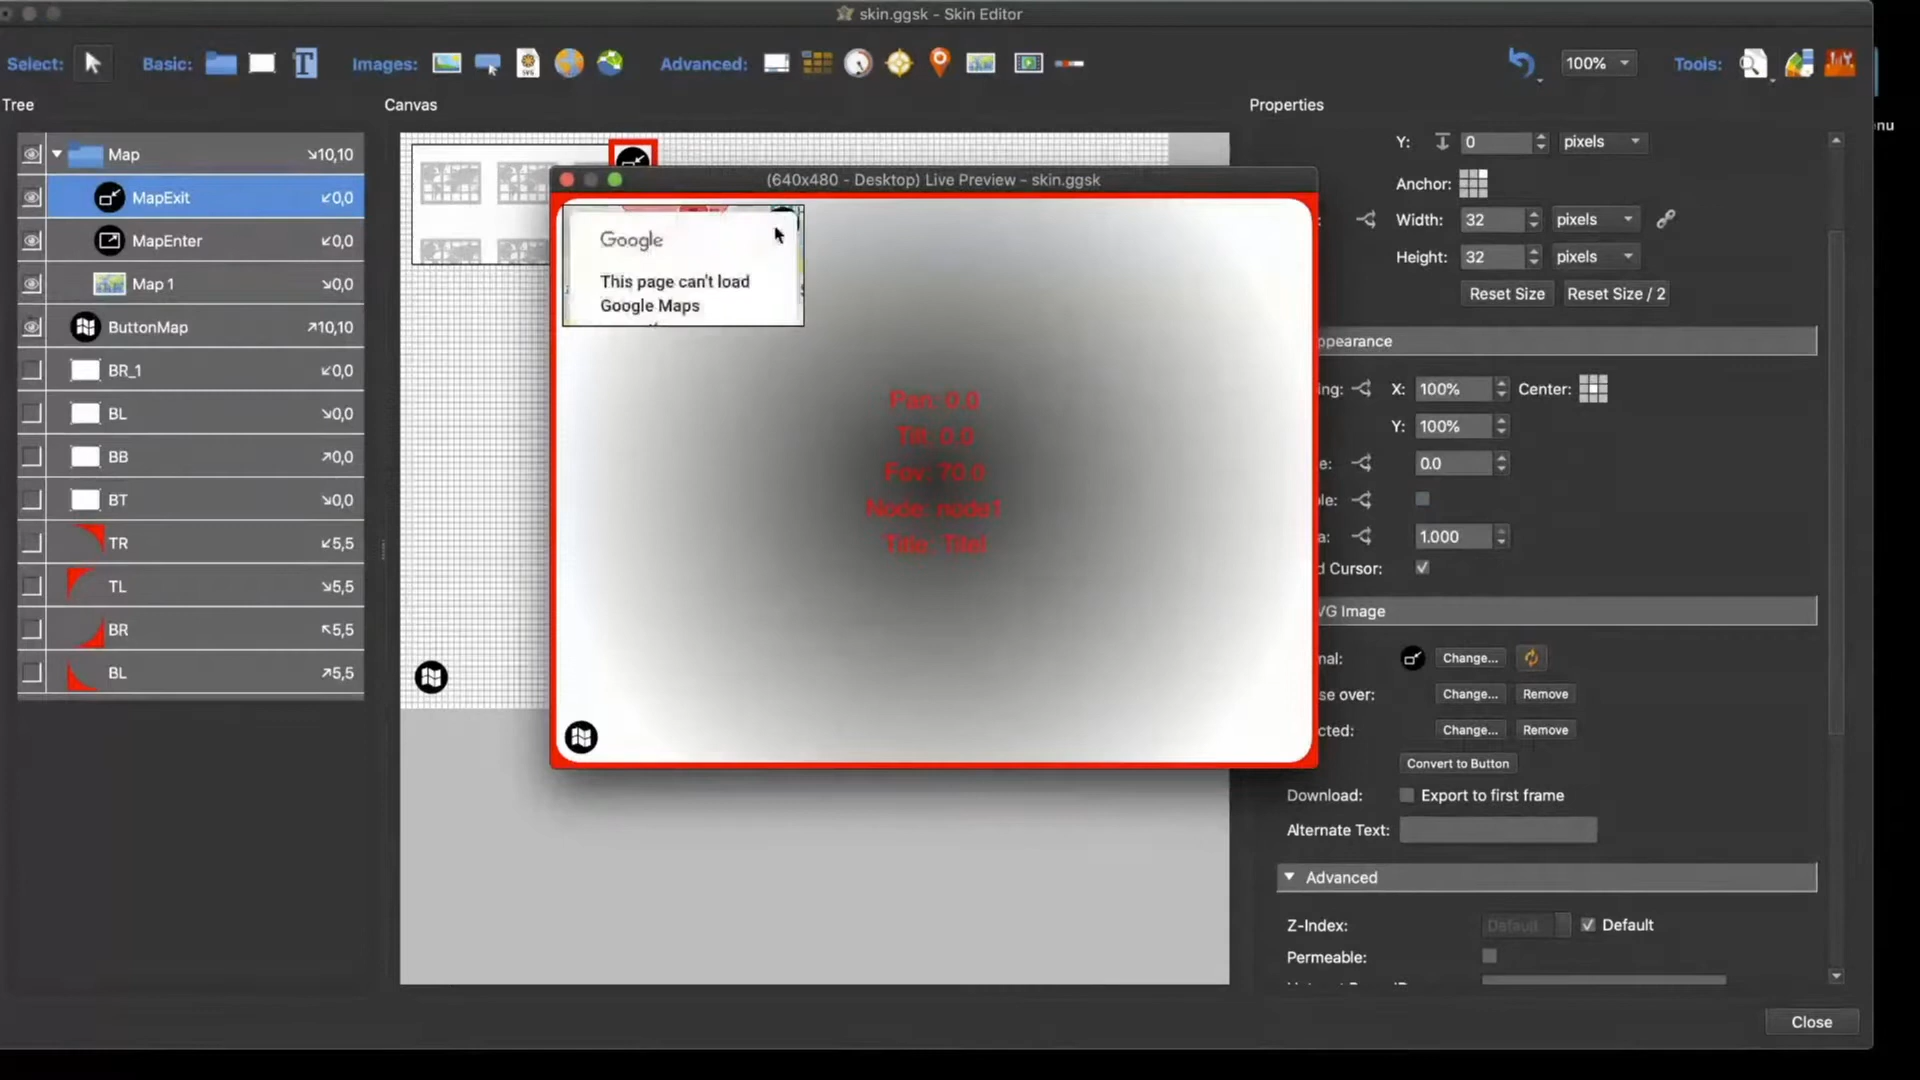 skin.ggsk - Skin Editor
Select:
Basic:
Images:
SVG
Advanced:
100%
Tools:
nu
Tree
Canvas
Properties
Map
10,10
MapExit
0,0
MapEnter
0,0
Map 1
0,0
ButtonMap
10,10
BR_1
0,0
BL
0,0
BB
0,0
BT
0,0
TR
5,5
TL
5,5
BR
5,5
BL
5,5
(640x480 - Desktop) Live Preview - skin.ggsk
Google
This page can't load
Google Maps
Pan: 0.0
Tilt: 0.0
Fov: 70.0
Node: node1
Title: Titel
Y: 0 pixels
Anchor:
Width: 32 pixels
Height: 32 pixels
Reset Size Reset Size / 2
ppearance
ing: X: 100% Center:
Y: 100%
e: 0.0
ble:
a: 1.000
d Cursor:
VG Image
nal: Change...
se over: Change... Remove
cted: Change... Remove
Convert to Button
Download: Export to first frame
Alternate Text:
Advanced
Z-Index: Default Default
Permeable:
Close